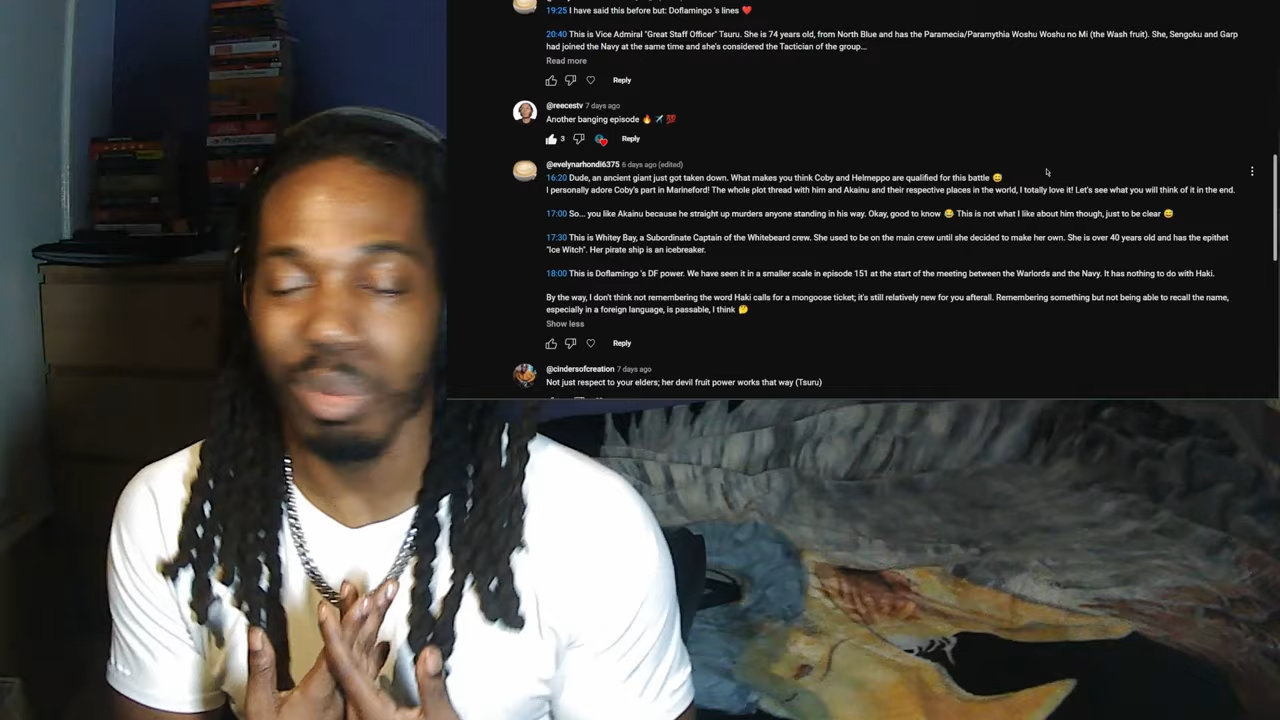 19:25 I have said this before but: Doflamingo 's lines ❤️
20:40 This is Vice Admiral "Great Staff Officer" Tsuru. She is 74 years old, from North Blue and has the Paramecia/Paramythia Woshu Woshu no Mi (the Wash fruit). She, Sengoku and Garp
had joined the Navy at the same time and she's considered the Tactician of the group...
Read more
Reply
@reecestv 7 days ago
Another banging episode 🔥 ✈️ 💯
3 Reply
@evelynarhondi6375 6 days ago (edited)
16:20 Dude, an ancient giant just got taken down. What makes you think Coby and Helmeppo are qualified for this battle 😅
I personally adore Coby's part in Marineford! The whole plot thread with him and Akainu and their respective places in the world, I totally love it! Let's see what you will think of it in the end.
17:00 So... you like Akainu because he straight up murders anyone standing in his way. Okay, good to know 😂 This is not what I like about him though, just to be clear 😅
17:30 This is Whitey Bay, a Subordinate Captain of the Whitebeard crew. She used to be on the main crew until she decided to make her own. She is over 40 years old and has the epithet
"Ice Witch". Her pirate ship is an icebreaker.
18:00 This is Doflamingo 's DF power. We have seen it in a smaller scale in episode 151 at the start of the meeting between the Warlords and the Navy. It has nothing to do with Haki.
By the way, I don't think not remembering the word Haki calls for a mongoose ticket; it's still relatively new for you afterall. Remembering something but not being able to recall the name,
especially in a foreign language, is passable, I think 🤔
Show less
Reply
@cindersofcreation 7 days ago
Not just respect to your elders; her devil fruit power works that way (Tsuru)